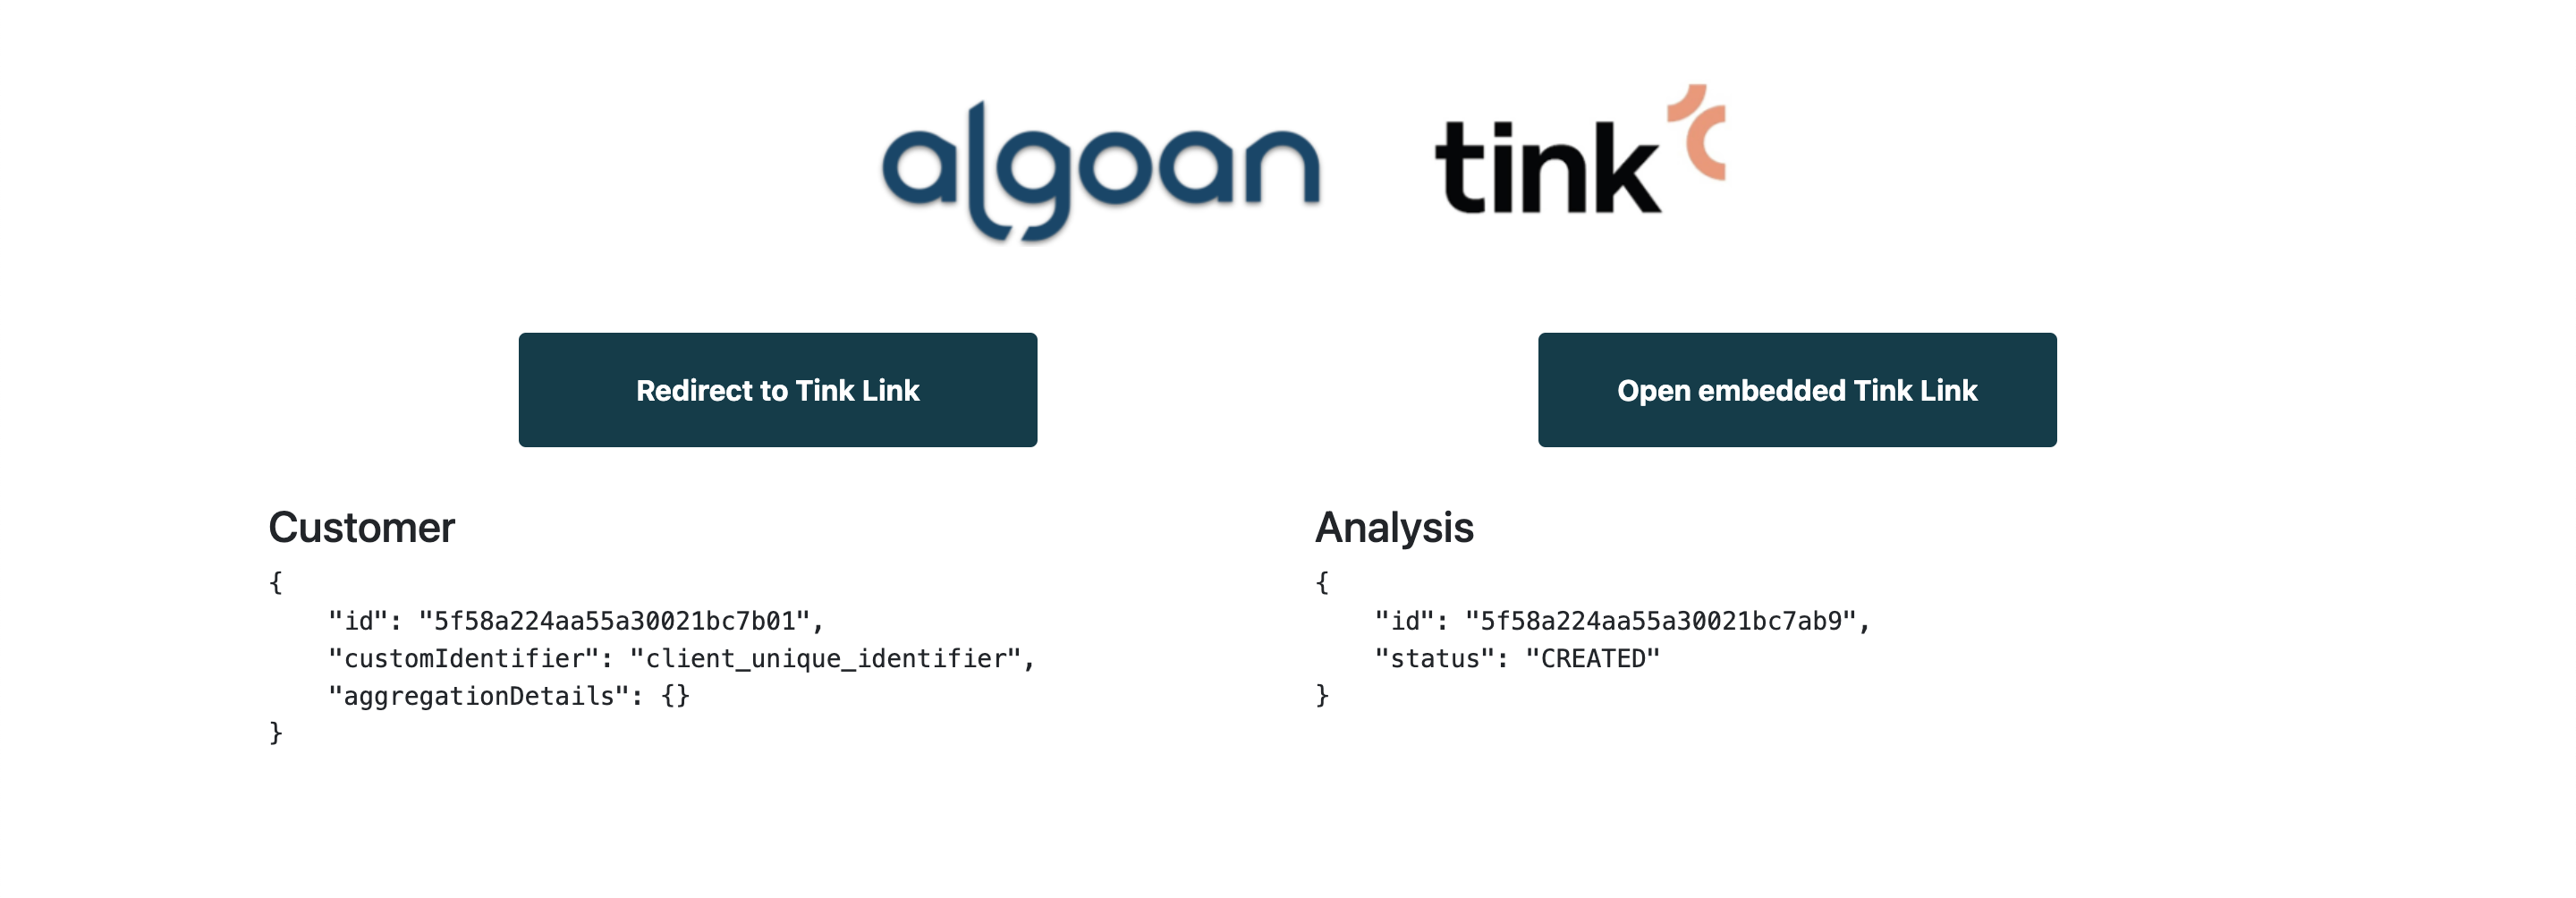 algoan tink
Redirect to Tink Link
Open embedded Tink Link
Customer
{
    "id": "5f58a224aa55a30021bc7b01",
    "customIdentifier": "client_unique_identifier",
    "aggregationDetails": {}
}
Analysis
{
    "id": "5f58a224aa55a30021bc7ab9",
    "status": "CREATED"
}